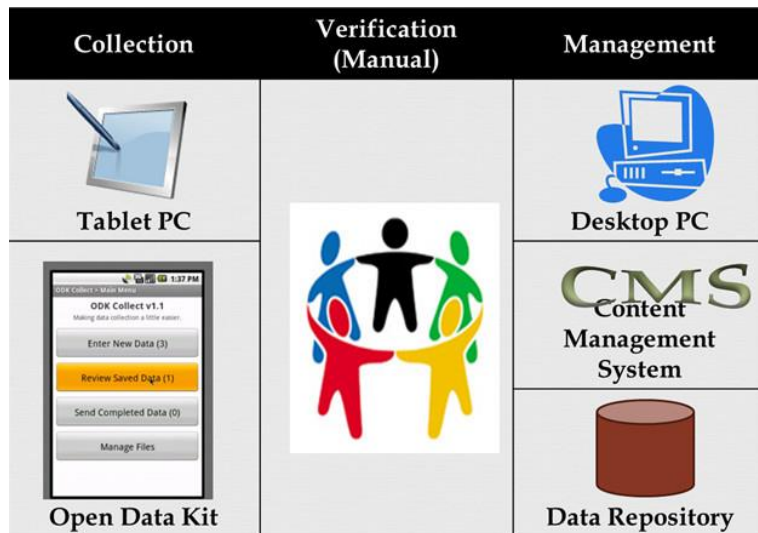 Collection
Verification
(Manual)
Management
Tablet PC
1:37 PM
ODK Collect > Main Menu
ODK Collect v1.1
Making data collection a little easier.
Enter New Data (3)
Review Saved Data (1)
Send Completed Data (0)
Manage Files
Open Data Kit
Desktop PC
CMS
Content
Management
System
Data Repository